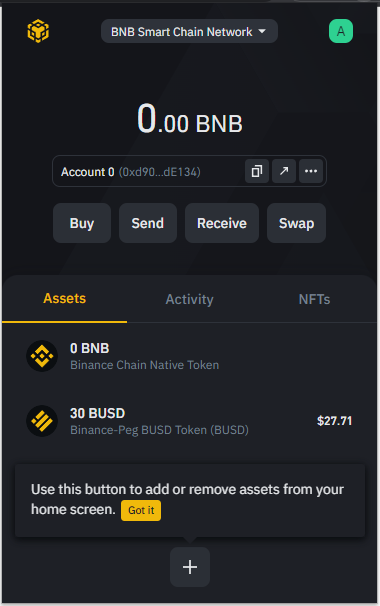 BNB Smart Chain Network
A
0.00 BNB
Account 0 (0xd90...dE134)
Buy Send Receive Swap
Assets Activity NFTs
0 BNB
Binance Chain Native Token
30 BUSD
$27.71
Binance-Peg BUSD Token (BUSD)
Use this button to add or remove assets from your
home screen. Got it